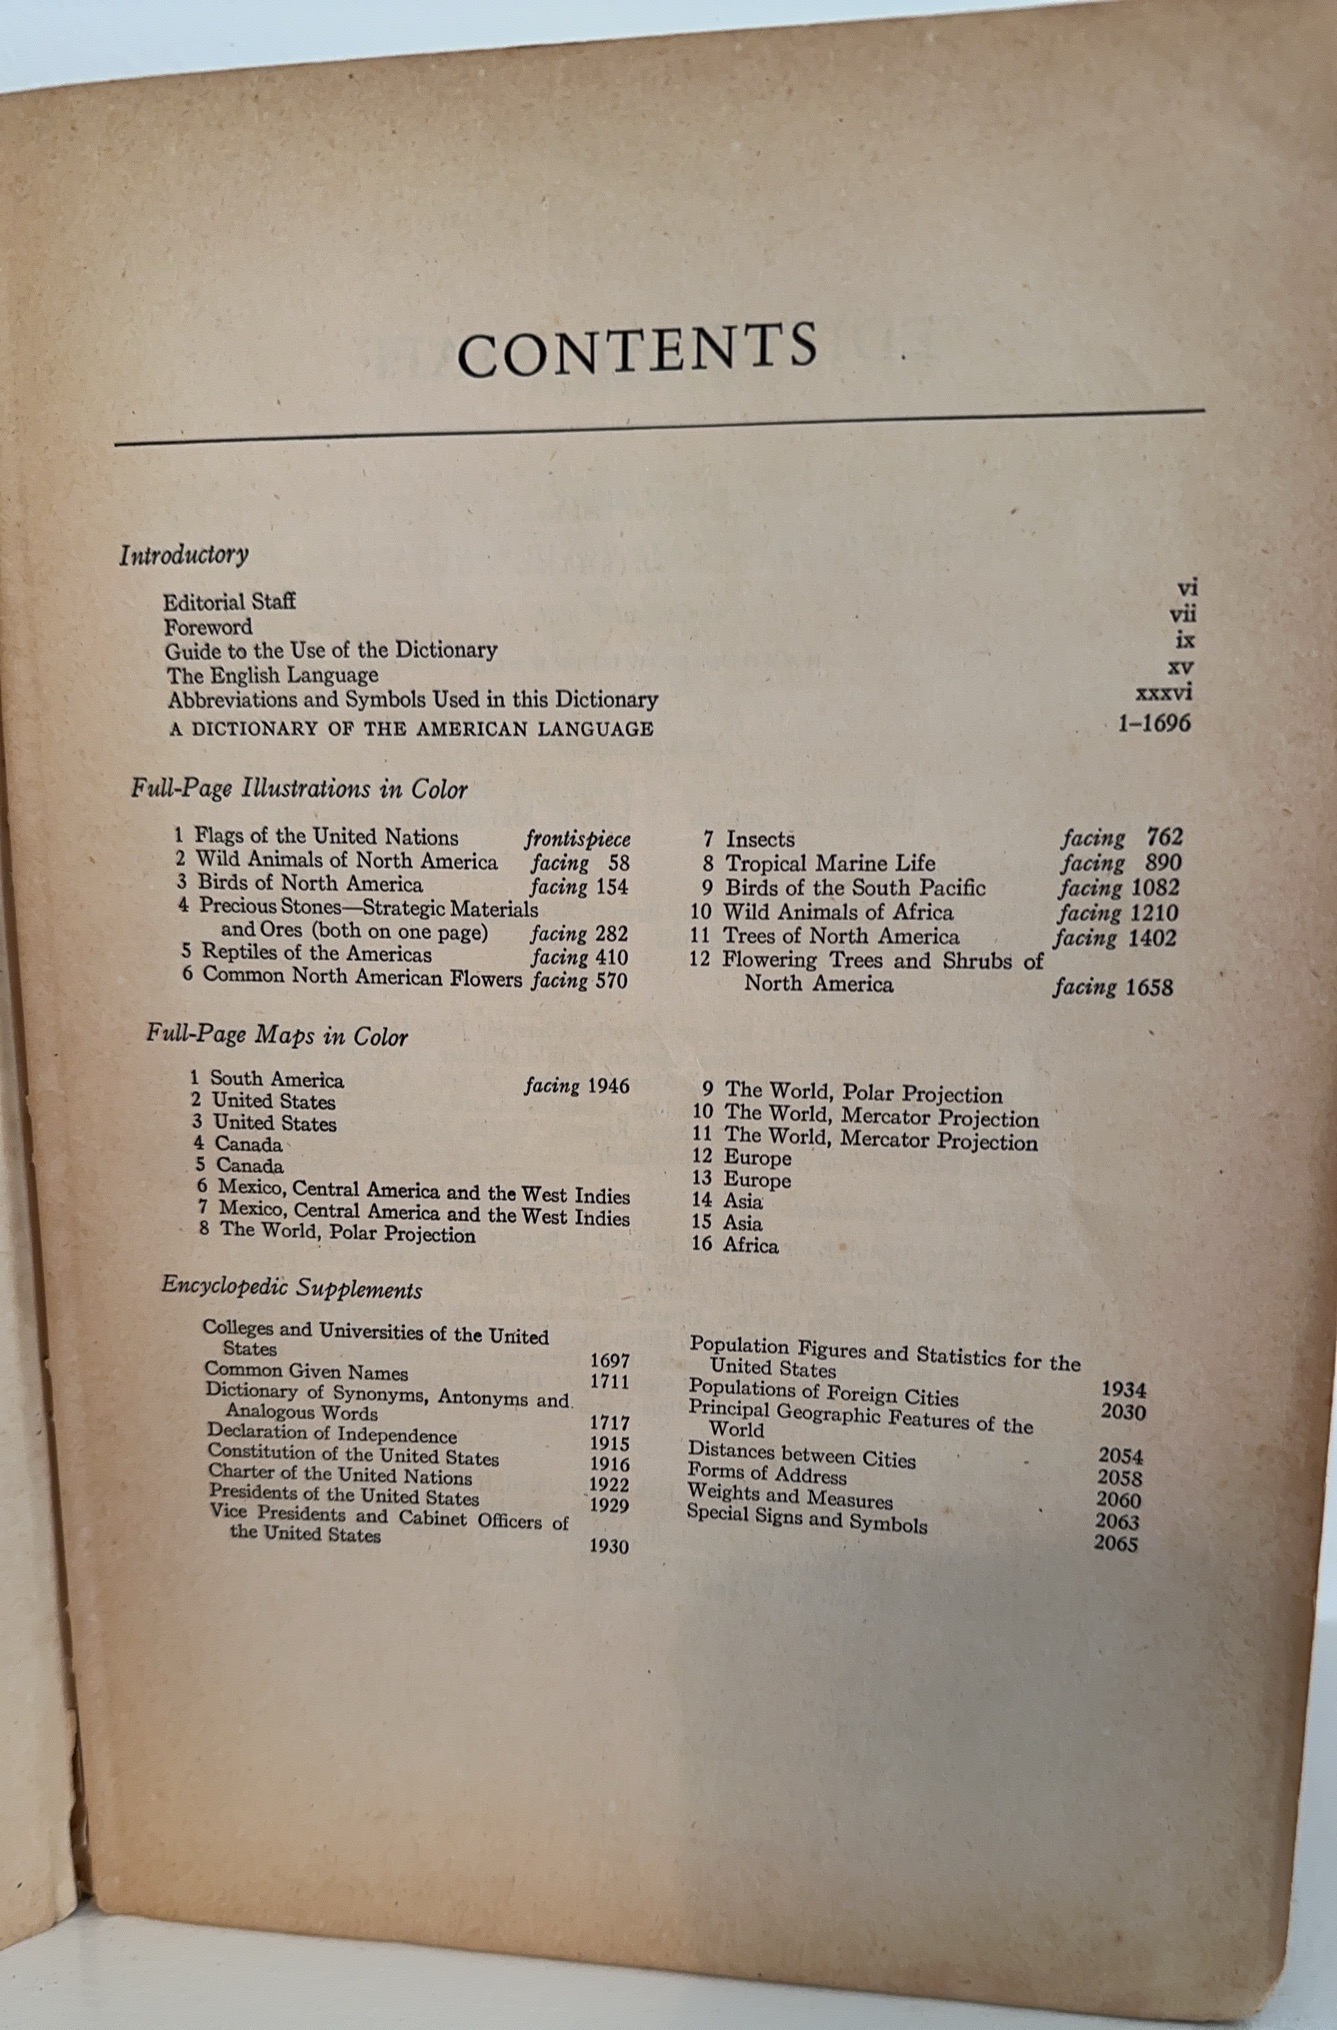 CONTENTS
Introductory
Editorial Staff vi
Foreword vii
Guide to the Use of the Dictionary ix
The English Language xv
Abbreviations and Symbols Used in this Dictionary xxxvi
A DICTIONARY OF THE AMERICAN LANGUAGE 1–1696
Full-Page Illustrations in Color
1 Flags of the United Nations frontispiece
2 Wild Animals of North America facing 58
3 Birds of North America facing 154
4 Precious Stones—Strategic Materials
and Ores (both on one page) facing 282
5 Reptiles of the Americas facing 410
6 Common North American Flowers facing 570
7 Insects facing 762
8 Tropical Marine Life facing 890
9 Birds of the South Pacific facing 1082
10 Wild Animals of Africa facing 1210
11 Trees of North America facing 1402
12 Flowering Trees and Shrubs of
North America facing 1658
Full-Page Maps in Color
1 South America facing 1946
2 United States
3 United States
4 Canada
5 Canada
6 Mexico, Central America and the West Indies
7 Mexico, Central America and the West Indies
8 The World, Polar Projection
9 The World, Polar Projection
10 The World, Mercator Projection
11 The World, Mercator Projection
12 Europe
13 Europe
14 Asia
15 Asia
16 Africa
Encyclopedic Supplements
Colleges and Universities of the United
States 1697
Common Given Names 1711
Dictionary of Synonyms, Antonyms and
Analogous Words 1717
Declaration of Independence 1915
Constitution of the United States 1916
Charter of the United Nations 1922
Presidents of the United States 1929
Vice Presidents and Cabinet Officers of
the United States 1930
Population Figures and Statistics for the
United States 1934
Populations of Foreign Cities 2030
Principal Geographic Features of the
World 2054
Distances between Cities 2058
Forms of Address 2060
Weights and Measures 2063
Special Signs and Symbols 2065